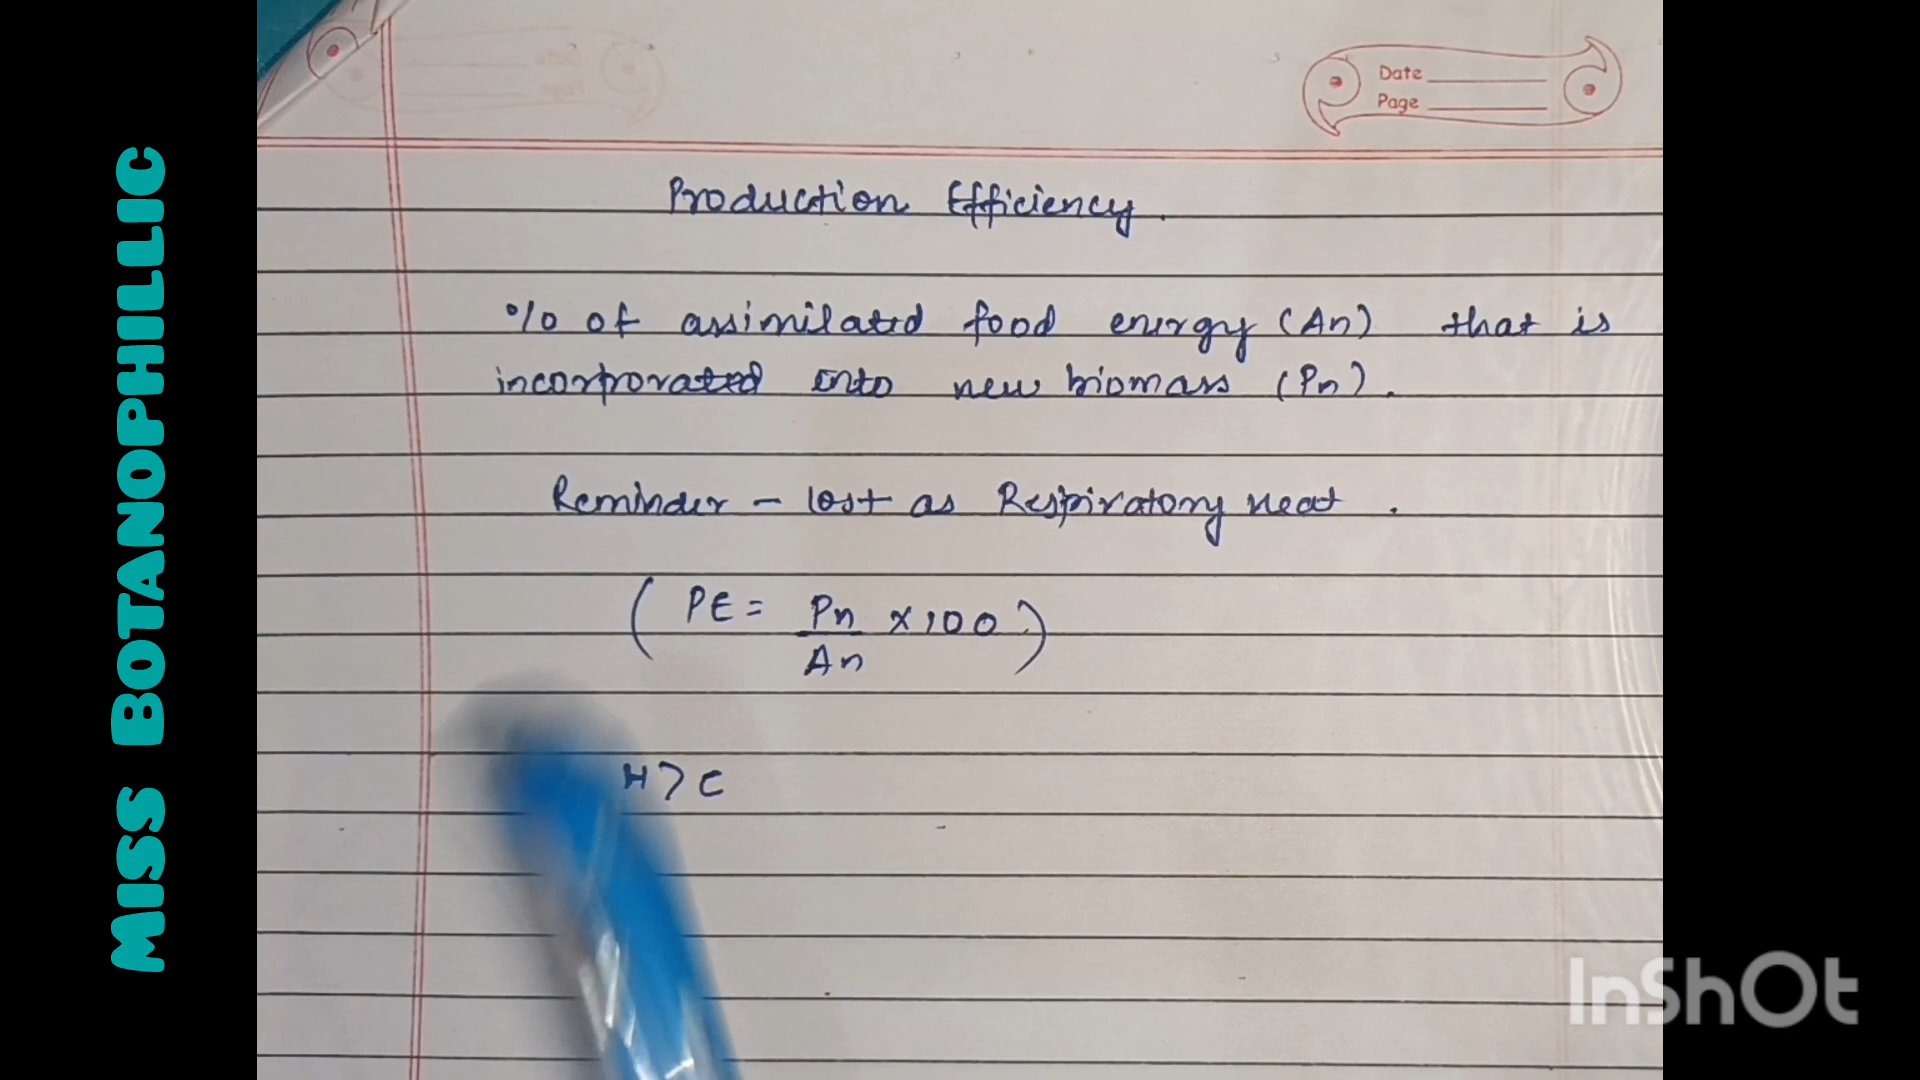 MISS BOTANOPHILLIC
Date
Page
Production Efficiency.
% of assimilated food energy (An) that is
incorporated into new biomass (Pn).
Reminder - lost as Respiratory heat.
( PE = Pn/An x 100 )
H > C
InShOt